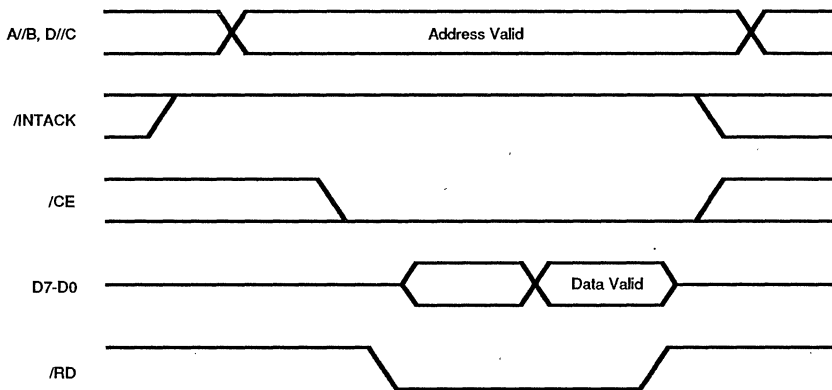 A//B, D//C
Address Valid
/INTACK
/CE
D7-D0
Data Valid
/RD